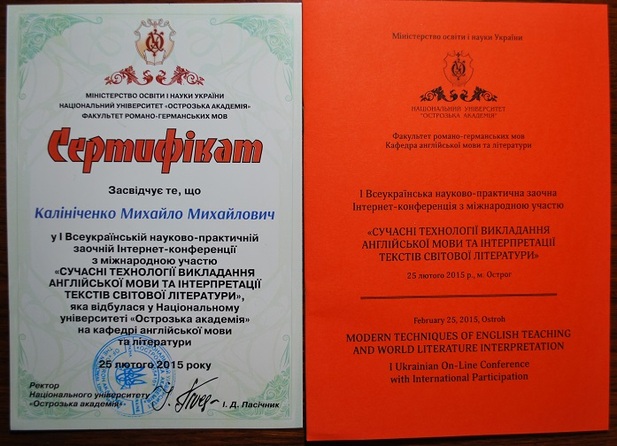 МІНІСТЕРСТВО ОСВІТИ І НАУКИ УКРАЇНИ
НАЦІОНАЛЬНИЙ УНІВЕРСИТЕТ «ОСТРОЗЬКА АКАДЕМІЯ»
ФАКУЛЬТЕТ РОМАНО-ГЕРМАНСЬКИХ МОВ
Сертифікат
Засвідчує те, що
Калініченко Михайло Михайлович
у І Всеукраїнській науково-практичній
заочній Інтернет-конференції
з міжнародною участю
«СУЧАСНІ ТЕХНОЛОГІЇ ВИКЛАДАННЯ
АНГЛІЙСЬКОЇ МОВИ ТА ІНТЕРПРЕТАЦІЇ
ТЕКСТІВ СВІТОВОЇ ЛІТЕРАТУРИ»,
яка відбулася у Національному
університеті «Острозька академія»
на кафедрі англійської мови
та літератури
25 лютого 2015 року
Ректор
Національного університету
«Острозька академія»
І. Д. Пасічник
Міністерство освіти і науки України
НАЦІОНАЛЬНИЙ УНІВЕРСИТЕТ
"ОСТРОЗЬКА АКАДЕМІЯ"
Факультет романо-германських мов
Кафедра англійської мови та літератури
І Всеукраїнська науково-практична заочна
Інтернет-конференція з міжнародною участю
«СУЧАСНІ ТЕХНОЛОГІЇ ВИКЛАДАННЯ
АНГЛІЙСЬКОЇ МОВИ ТА ІНТЕРПРЕТАЦІЇ
ТЕКСТІВ СВІТОВОЇ ЛІТЕРАТУРИ»
25 лютого 2015 р., м. Острог
February 25, 2015, Ostroh
MODERN TECHNIQUES OF ENGLISH TEACHING
AND WORLD LITERATURE INTERPRETATION
I Ukrainian On-Line Conference
with International Participation